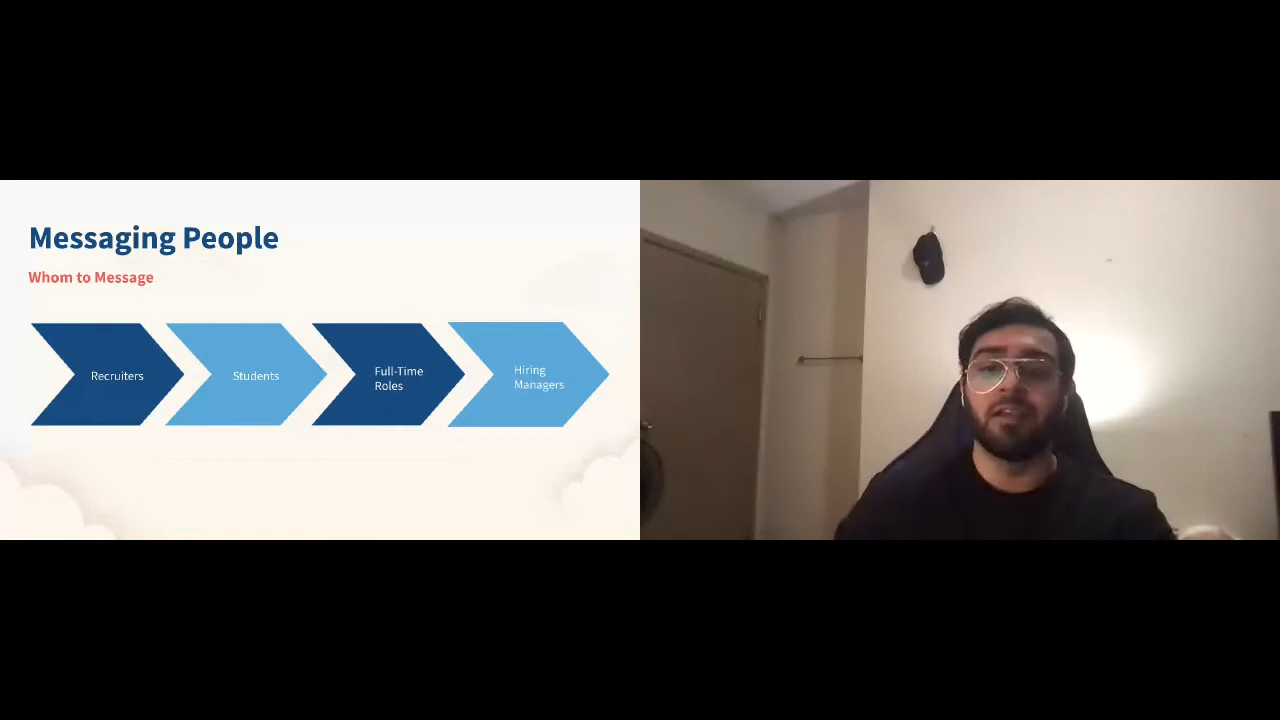 Messaging People
Whom to Message
Recruiters
Students
Full-Time
Roles
Hiring
Managers